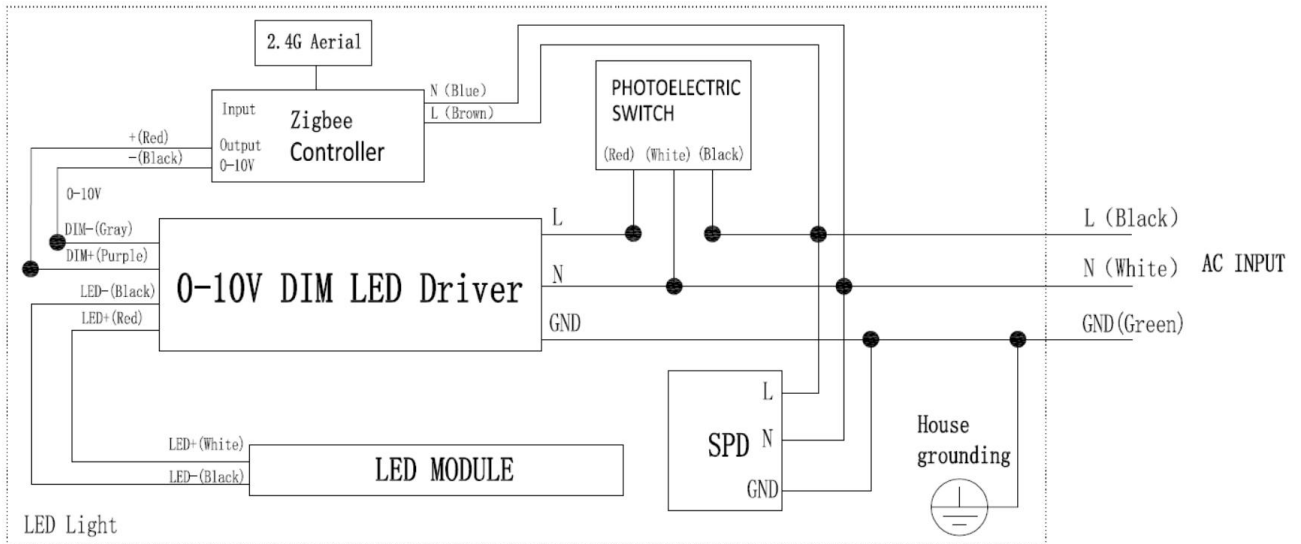 2.4G Aerial
Input
Zigbee
Controller
Output
0-10V
N (Blue)
L (Brown)
+(Red)
-(Black)
0-10V
PHOTOELECTRIC
SWITCH
(Red) (White) (Black)
DIM-(Gray)
DIM+(Purple)
LED-(Black)
LED+(Red)
0-10V DIM LED Driver
L
N
GND
L (Black)
N (White)
AC INPUT
GND(Green)
SPD
L
N
GND
House
grounding
LED+(White)
LED-(Black)
LED MODULE
LED Light